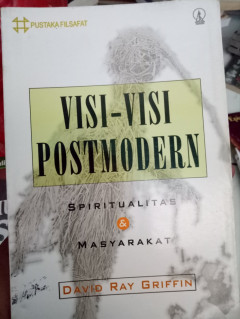 PUSTAKA FILSAFAT
VISI-VISI
POSTMODERN
SPIRITUALITAS
&
MASYARAKAT
DAVID RAY GRIFFIN